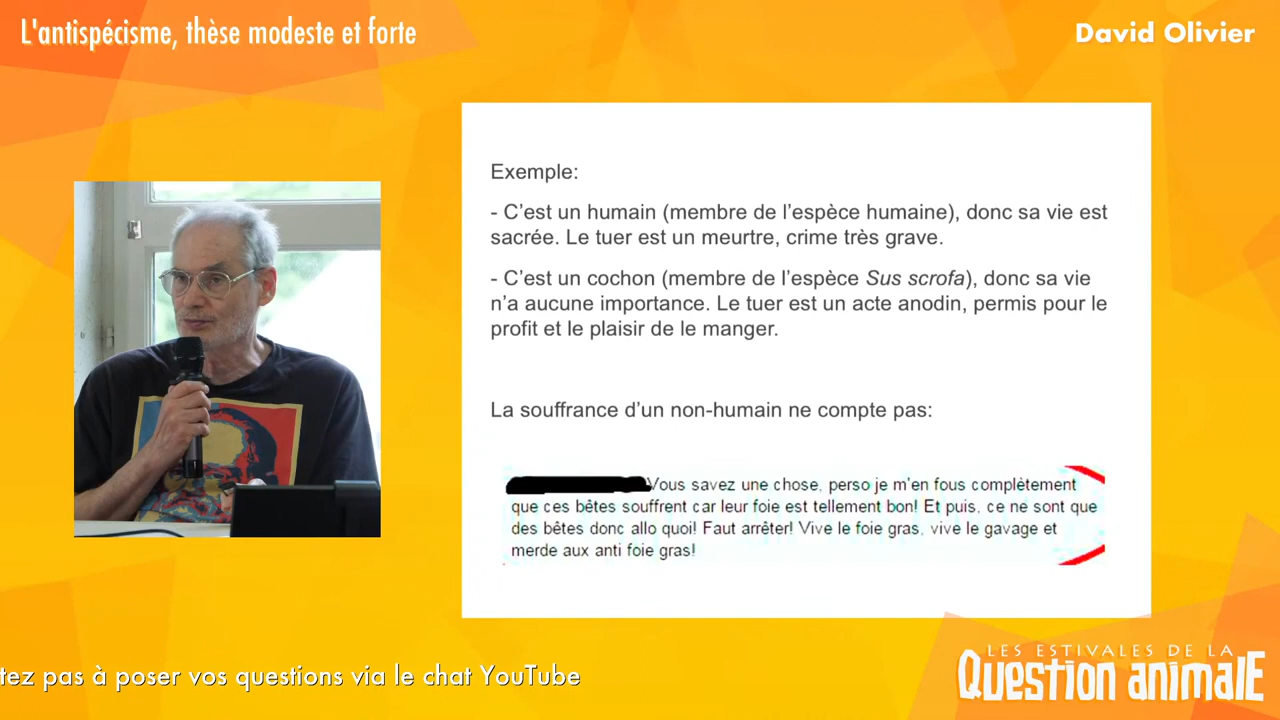 L'antispécisme, thèse modeste et forte
David Olivier
Exemple:
- C’est un humain (membre de l’espèce humaine), donc sa vie est
sacrée. Le tuer est un meurtre, crime très grave.
- C’est un cochon (membre de l’espèce Sus scrofa), donc sa vie
n’a aucune importance. Le tuer est un acte anodin, permis pour le
profit et le plaisir de le manger.
La souffrance d’un non-humain ne compte pas:
Vous savez une chose, perso je m'en fous complètement
que ces bêtes souffrent car leur foie est tellement bon! Et puis, ce ne sont que
des bêtes donc allo quoi! Faut arrêter! Vive le foie gras, vive le gavage et
merde aux anti foie gras!
tez pas à poser vos questions via le chat YouTube
LES ESTIVALES DE LA
QUESTION ANIMALE